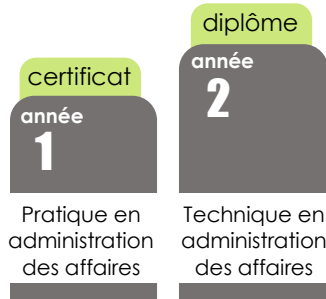 certificat
année
1
Pratique en
administration
des affaires
diplôme
année
2
Technique en
administration
des affaires